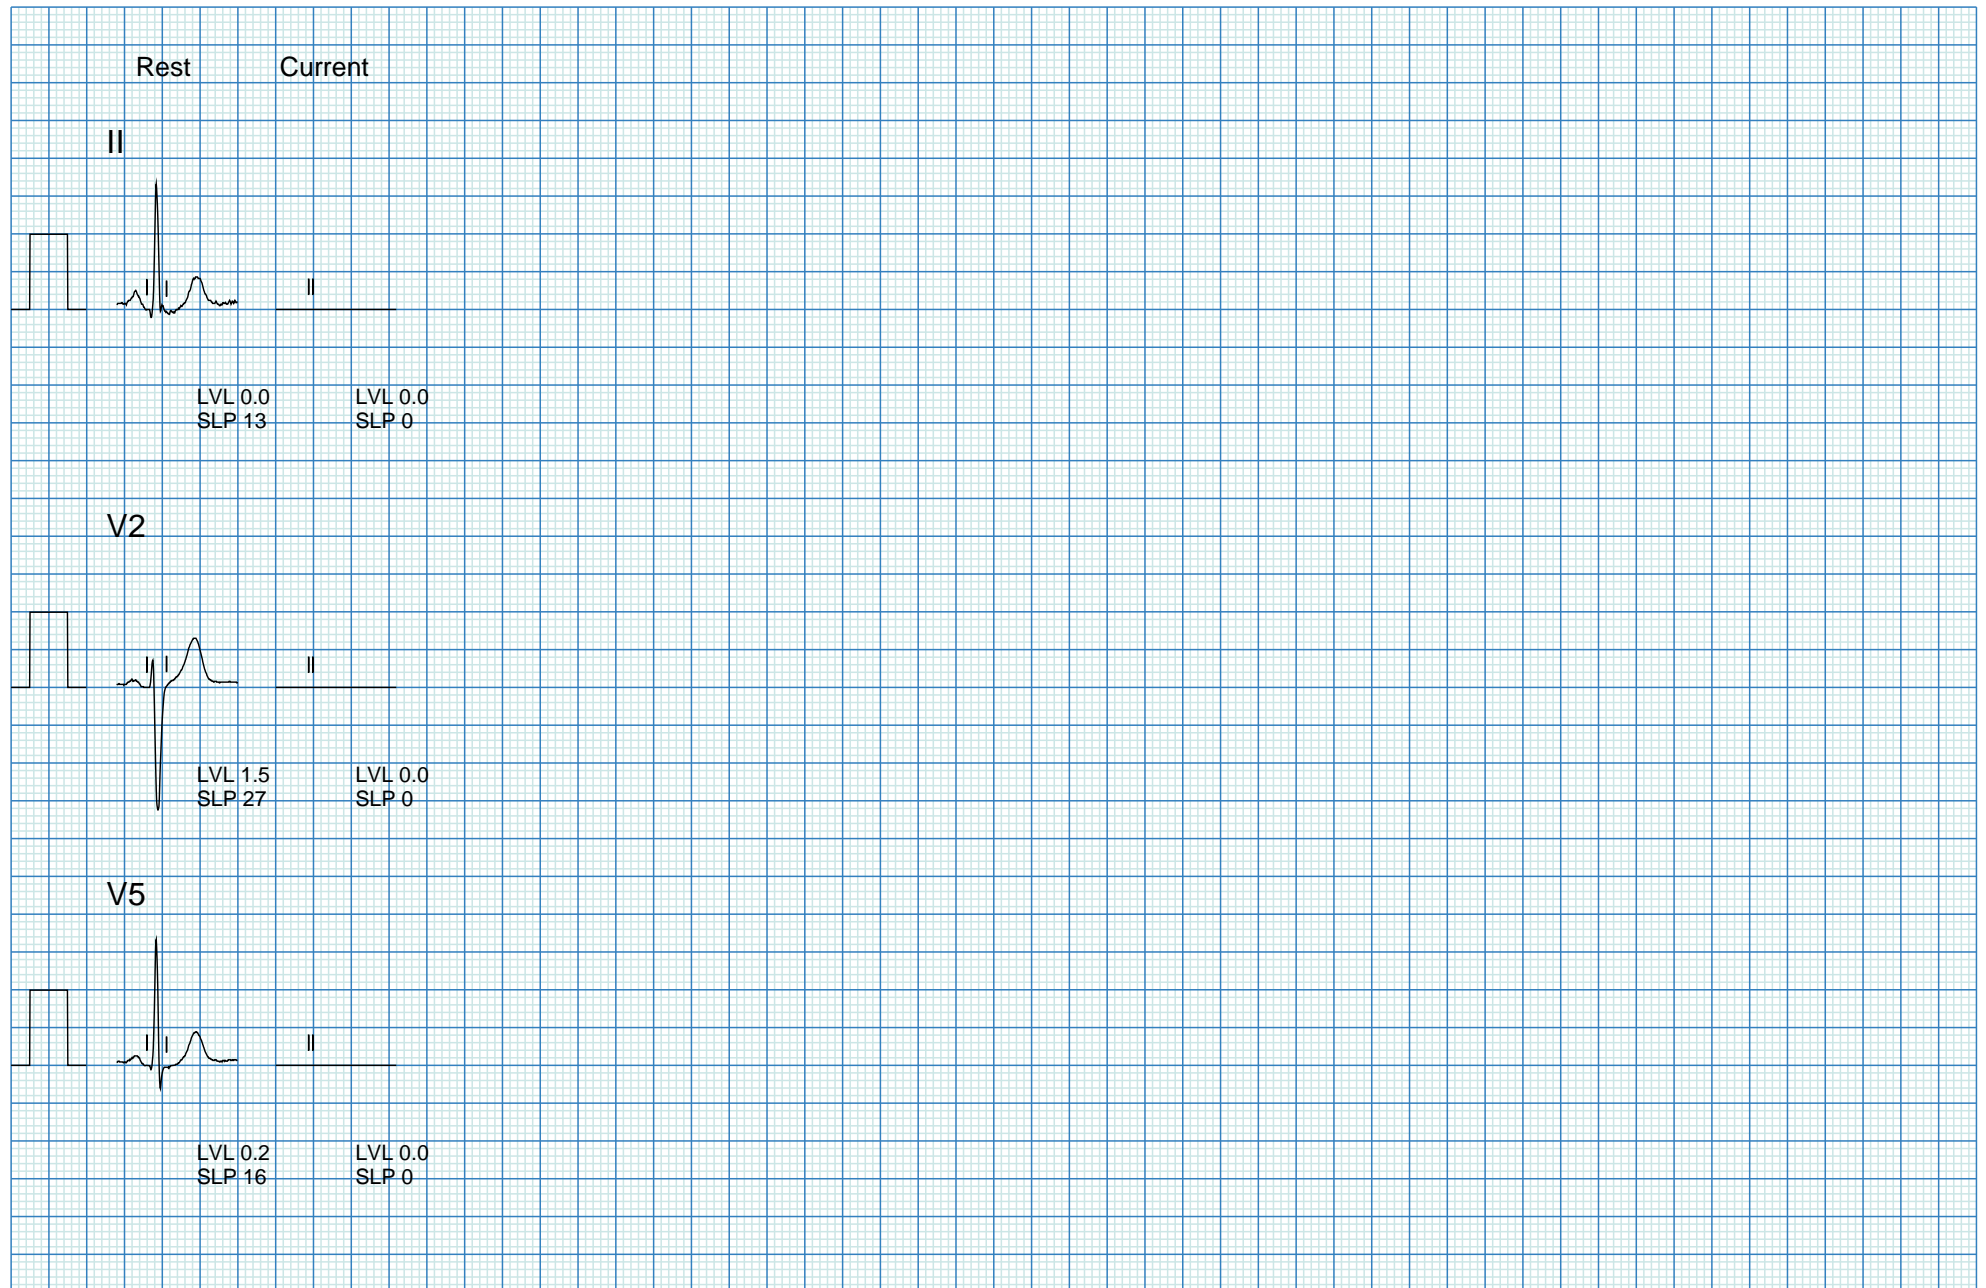 Rest Current
II
LVL 0.0 LVL 0.0
SLP 13 SLP 0
V2
LVL 1.5 LVL 0.0
SLP 27 SLP 0
V5
LVL 0.2 LVL 0.0
SLP 16 SLP 0